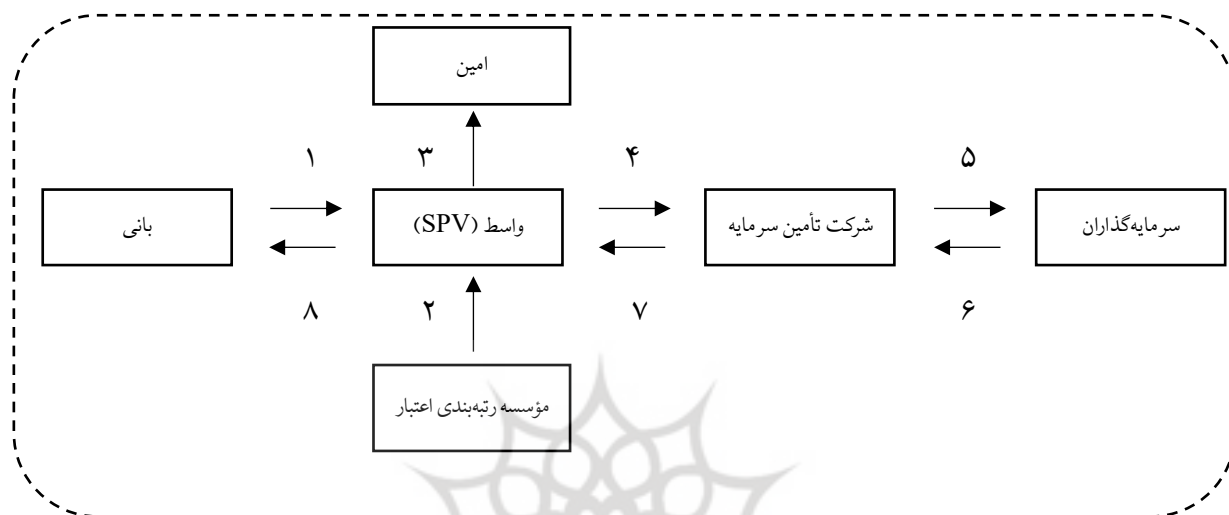 امین
۱
۳
۴
۵
بانی
واسط (SPV)
شرکت تأمین سرمایه
سرمایه‌گذاران
۸
۲
۷
۶
مؤسسه رتبه‌بندی اعتبار